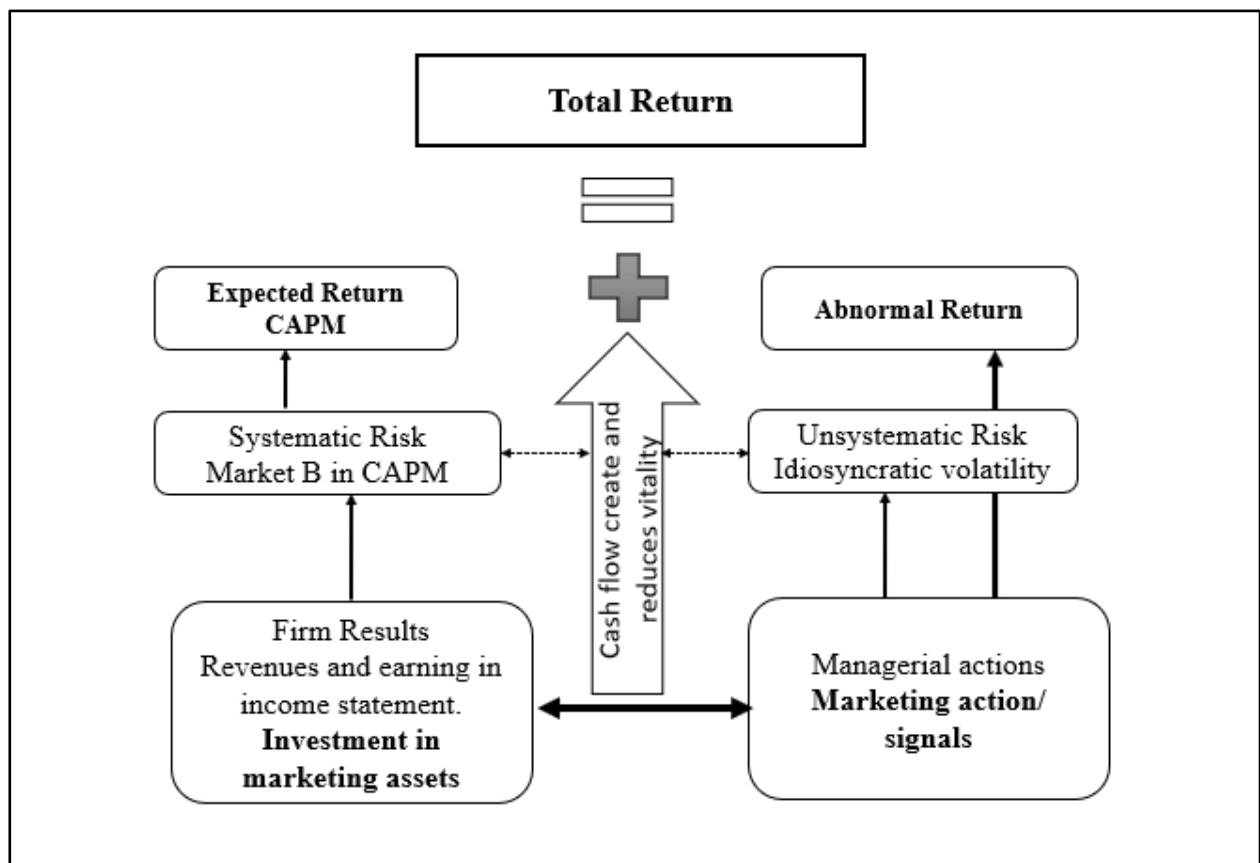 Total Return
Expected Return
CAPM
Abnormal Return
Systematic Risk
Market B in CAPM
Cash flow create and
reduces vitality
Unsystematic Risk
Idiosyncratic volatility
Firm Results
Revenues and earning in
income statement.
Investment in
marketing assets
Managerial actions
Marketing action/
signals